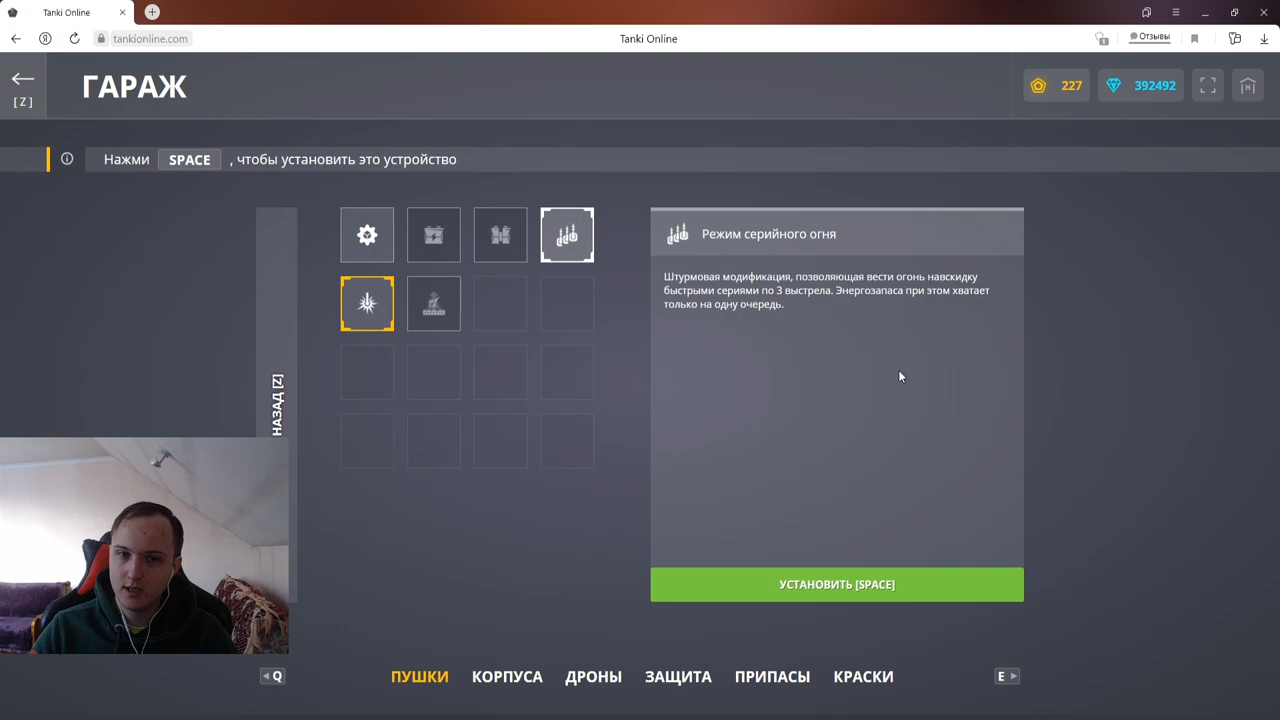 Tanki Online
tankionline.com
Tanki Online
Отзывы
[ Z ]
ГАРАЖ
227
392492
Нажми SPACE , чтобы установить это устройство
НАЗАД [Z]
Режим серийного огня
Штурмовая модификация, позволяющая вести огонь навскидку
быстрыми сериями по 3 выстрела. Энергозапаса при этом хватает
только на одну очередь.
УСТАНОВИТЬ [SPACE]
Q ПУШКИ КОРПУСА ДРОНЫ ЗАЩИТА ПРИПАСЫ КРАСКИ E